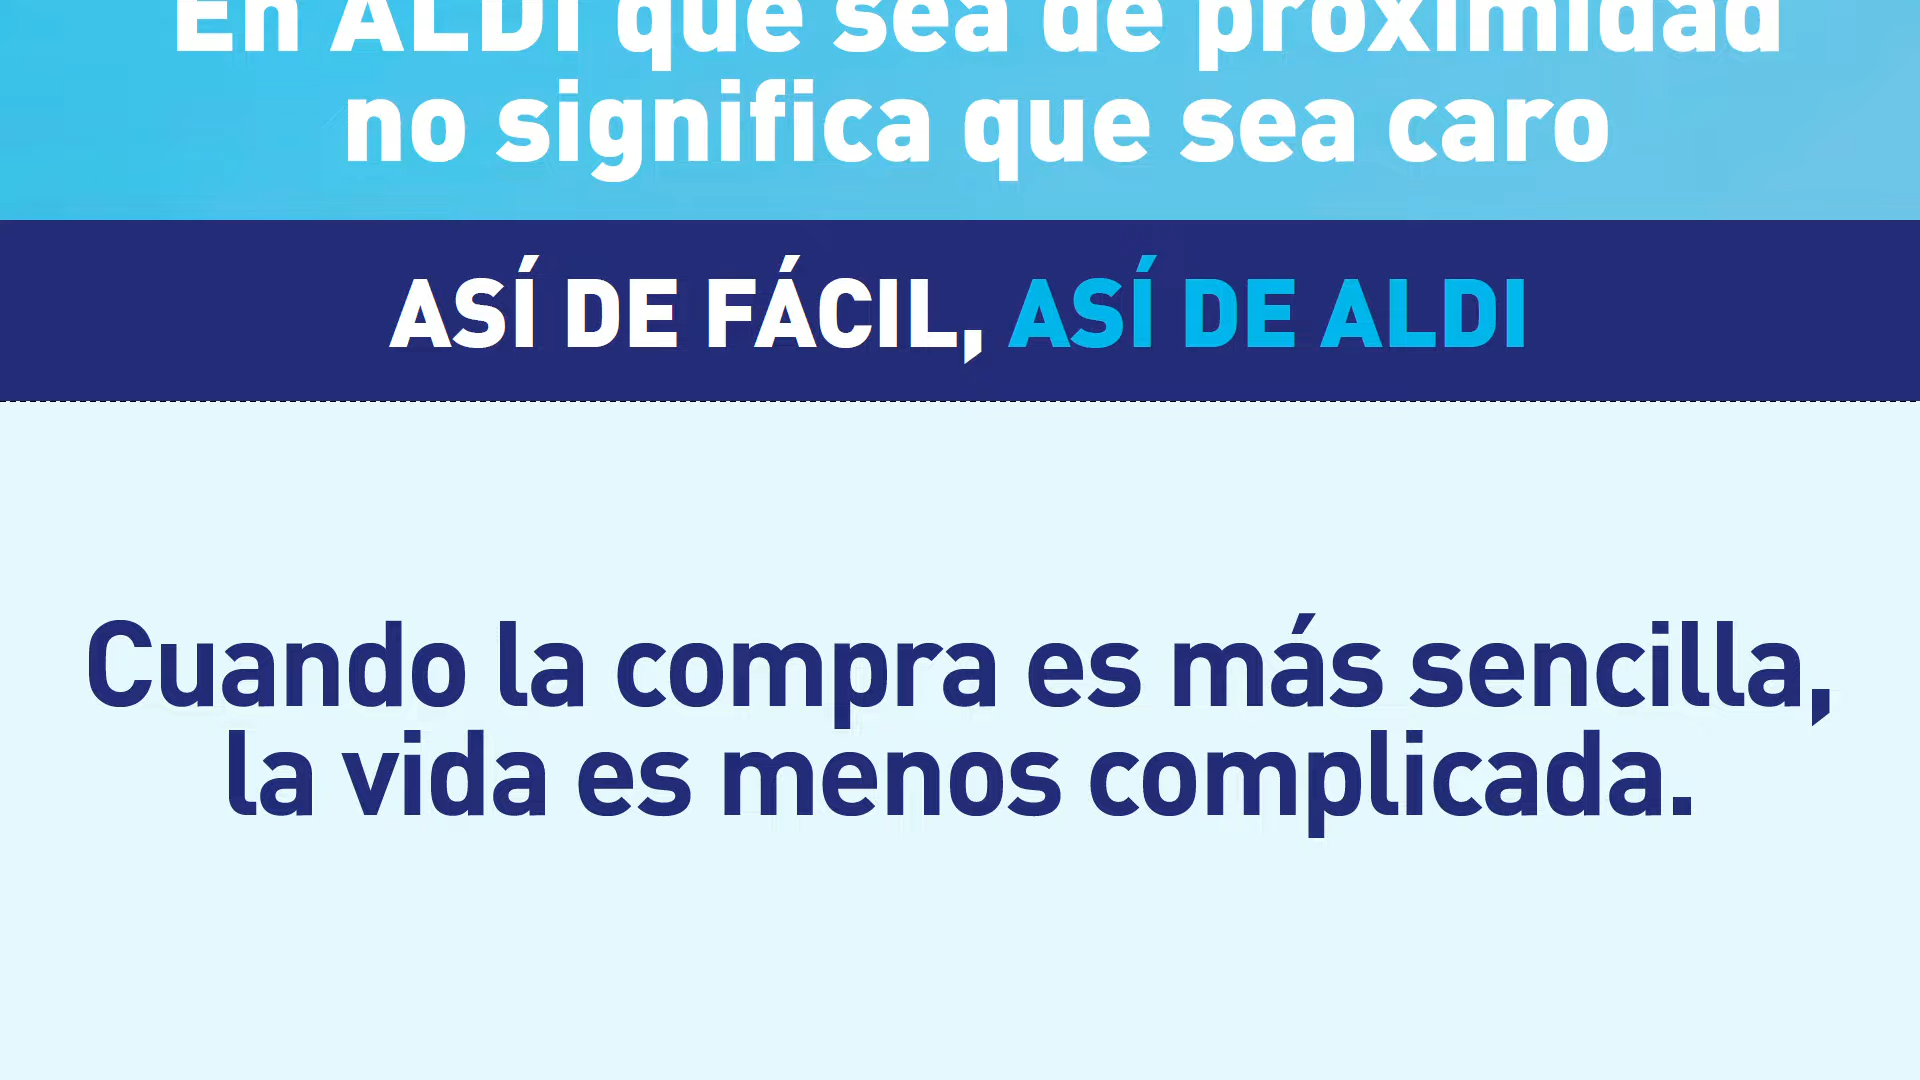 En ALDI que sea de proximidad
no significa que sea caro
ASÍ DE FÁCIL, ASÍ DE ALDI
Cuando la compra es más sencilla,
la vida es menos complicada.